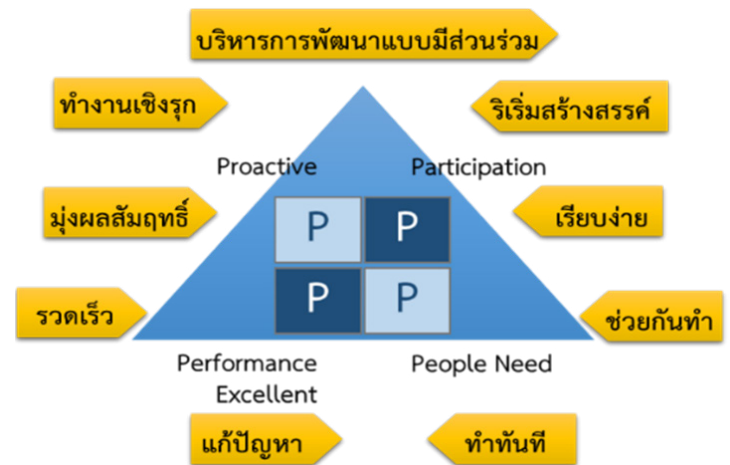 บริหารการพัฒนาแบบมีส่วนร่วม
ทำงานเชิงรุก
ริเริ่มสร้างสรรค์
Proactive
Participation
มุ่งผลสัมฤทธิ์
P
P
เรียบง่าย
P
P
รวดเร็ว
ช่วยกันทำ
Performance
Excellent
People Need
แก้ปัญหา
ทำทันที